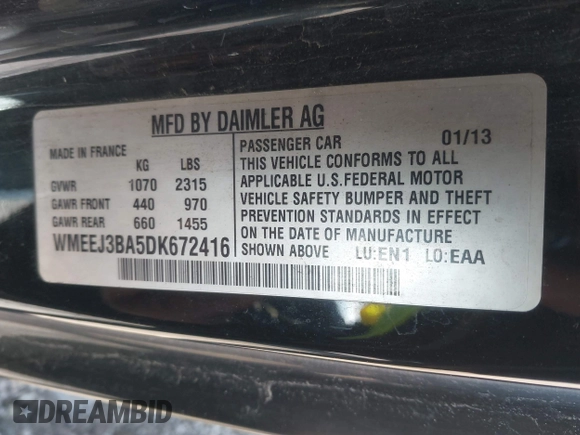 MFD BY DAIMLER AG
MADE IN FRANCE
KG LBS
GVWR 1070 2315
GAWR FRONT 440 970
GAWR REAR 660 1455
WMEEJ3BA5DK672416
PASSENGER CAR 01/13
THIS VEHICLE CONFORMS TO ALL
APPLICABLE U.S.FEDERAL MOTOR
VEHICLE SAFETY BUMPER AND THEFT
PREVENTION STANDARDS IN EFFECT
ON THE DATE OF MANUFACTUR
SHOWN ABOVE LU:EN1 LO:EAA
DREAMBID